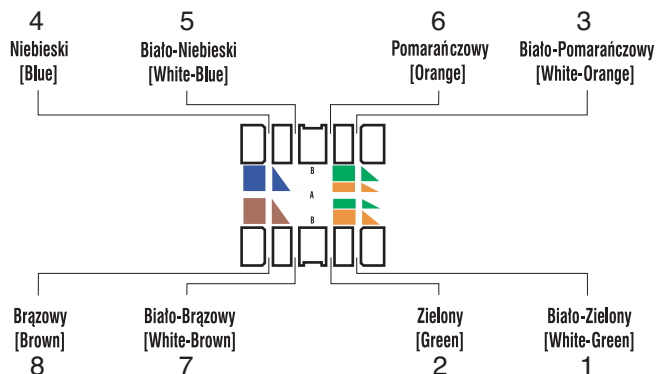 4
Niebieski
[Blue]
5
Biało-Niebieski
[White-Blue]
6
Pomarańczowy
[Orange]
3
Biało-Pomarańczowy
[White-Orange]
B
A
B
Brązowy
[Brown]
8
Biało-Brązowy
[White-Brown]
7
Zielony
[Green]
2
Biało-Zielony
[White-Green]
1